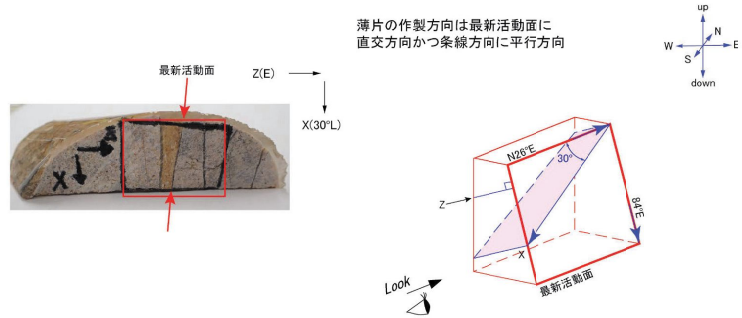 薄片の作製方向は最新活動面に
直交方向かつ条線方向に平行方向
up
N
W
E
S
down
最新活動面
Z(E)
X(30°L)
X
N26°E
30°
84°E
Z
X
最新活動面
Look